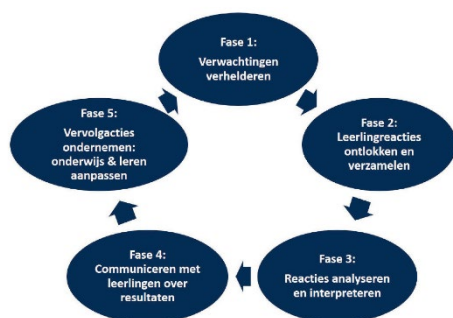 Fase 1:
Verwachtingen
verhelderen
Fase 2:
Leerlingreacties
ontlokken en
verzamelen
Fase 3:
Reacties analyseren
en interpreteren
Fase 4:
Communiceren met
leerlingen over
resultaten
Fase 5:
Vervolgacties
ondernemen:
onderwijs & leren
aanpassen